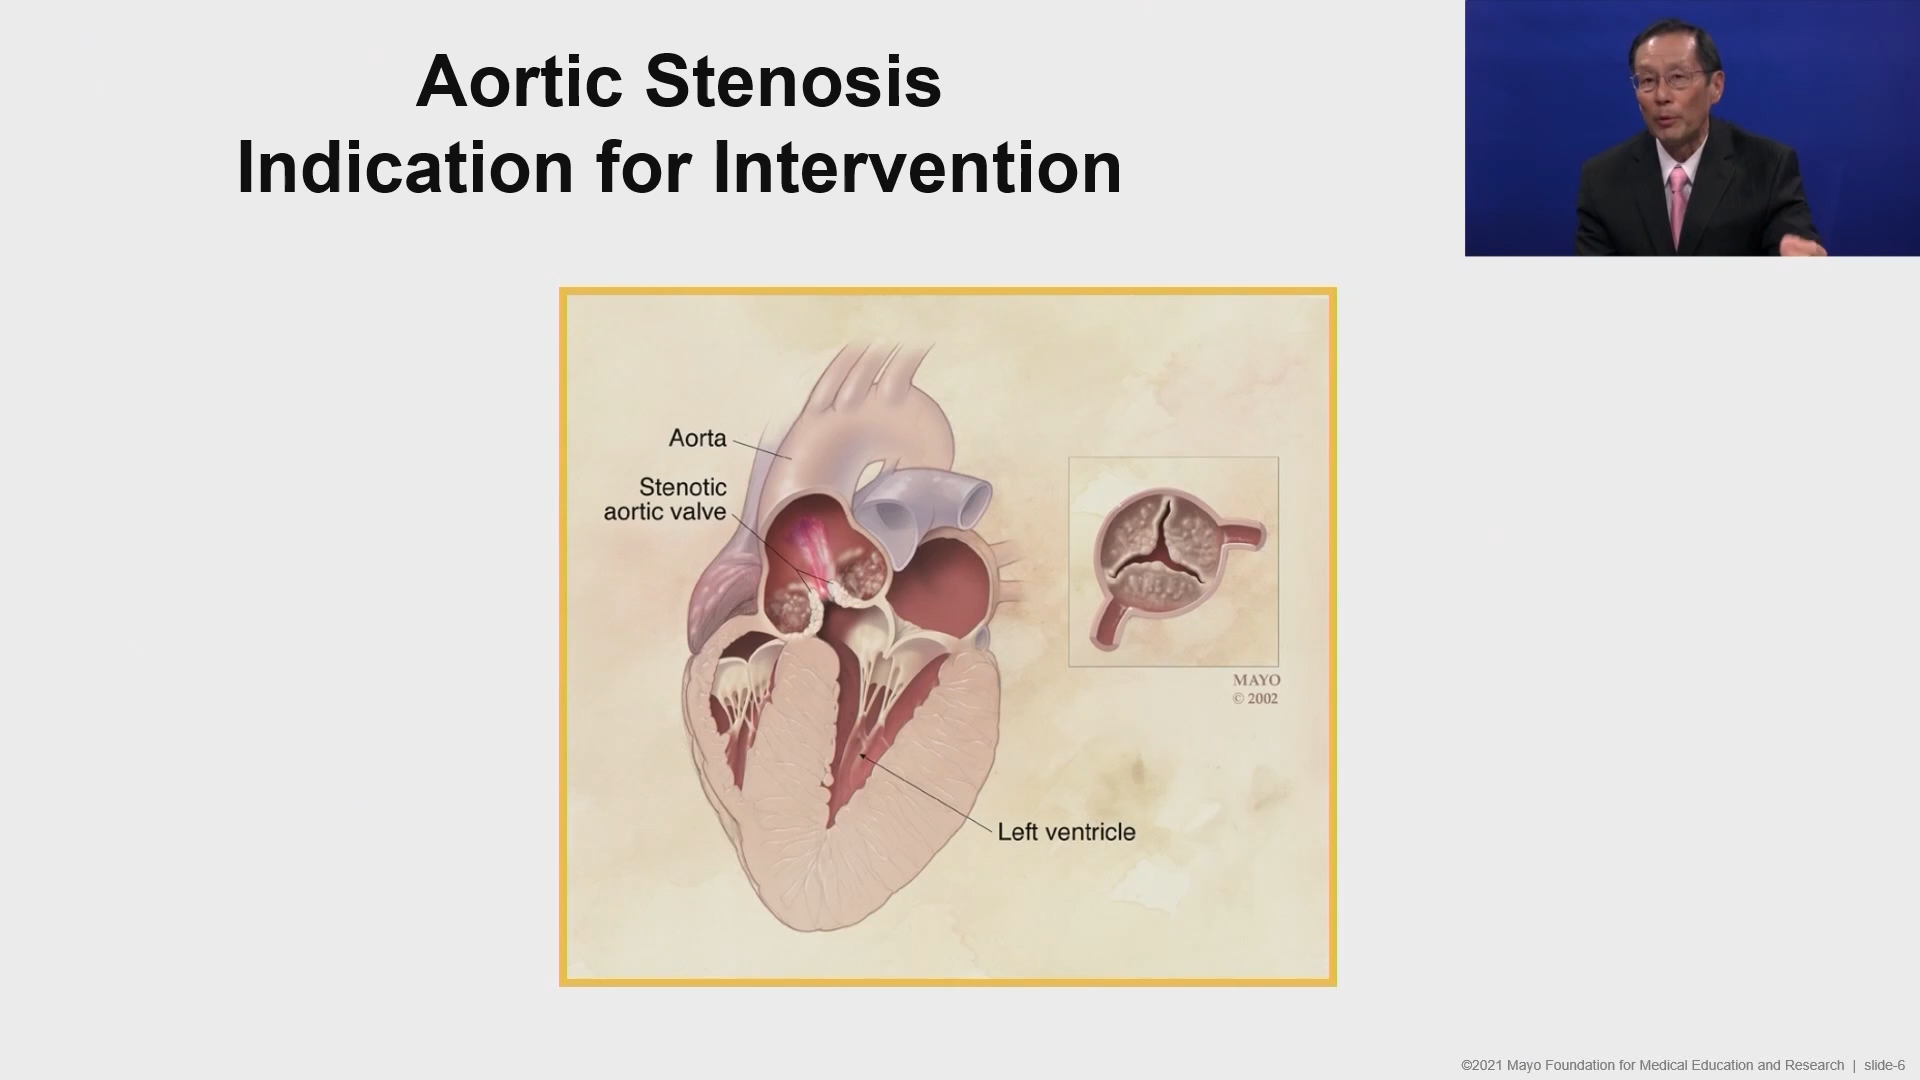 Aortic Stenosis
Indication for Intervention
Aorta
Stenotic
aortic valve
MAYO
© 2002
Left ventricle
©2021 Mayo Foundation for Medical Education and Research | slide-6